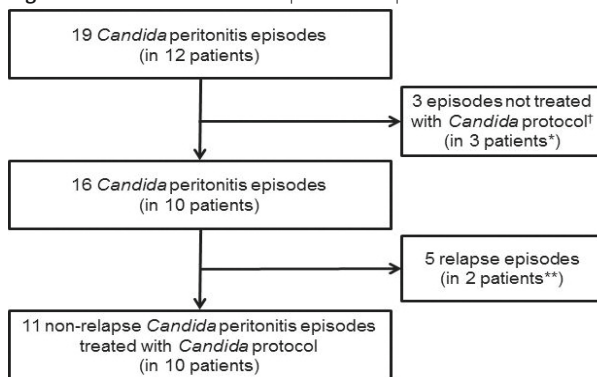 19 Candida peritonitis episodes
(in 12 patients)
3 episodes not treated
with Candida protocol†
(in 3 patients*)
16 Candida peritonitis episodes
(in 10 patients)
5 relapse episodes
(in 2 patients**)
11 non-relapse Candida peritonitis episodes
treated with Candida protocol
(in 10 patients)